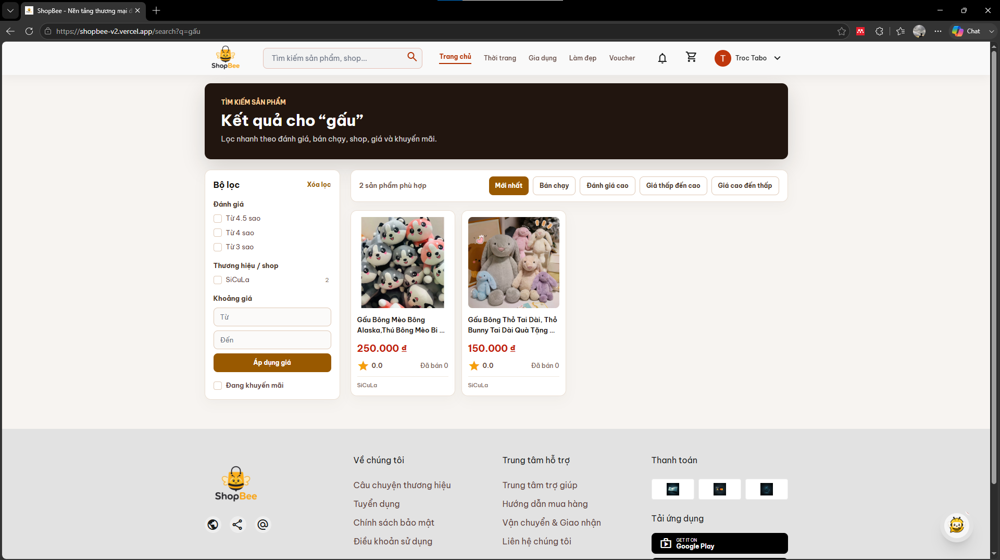 ShopBee - Nền tảng thương mại đ
https://shopbee-v2.vercel.app/search?q=gấu
Chat
ShopBee
Tìm kiếm sản phẩm, shop...
Trang chủ
Thời trang
Gia dụng
Làm đẹp
Voucher
T
Troc Tabo
TÌM KIẾM SẢN PHẨM
Kết quả cho “gấu”
Lọc nhanh theo đánh giá, bán chạy, shop, giá và khuyến mãi.
Bộ lọc
Xóa lọc
Đánh giá
Từ 4.5 sao
Từ 4 sao
Từ 3 sao
Thương hiệu / shop
SiCuLa 2
Khoảng giá
Từ
Đến
Áp dụng giá
Đang khuyến mãi
2 sản phẩm phù hợp
Mới nhất
Bán chạy
Đánh giá cao
Giá thấp đến cao
Giá cao đến thấp
Gấu Bông Mèo Bông
Alaska,Thú Bông Mèo Bi ...
250.000 ₫
0.0 Đã bán 0
SiCuLa
Gấu Bông Thỏ Tai Dài, Thỏ
Bunny Tai Dài Quà Tặng ...
150.000 ₫
0.0 Đã bán 0
SiCuLa
ShopBee
Về chúng tôi
Câu chuyện thương hiệu
Tuyển dụng
Chính sách bảo mật
Điều khoản sử dụng
Trung tâm hỗ trợ
Trung tâm trợ giúp
Hướng dẫn mua hàng
Vận chuyển & Giao nhận
Liên hệ chúng tôi
Thanh toán
Tải ứng dụng
GET IT ON
Google Play